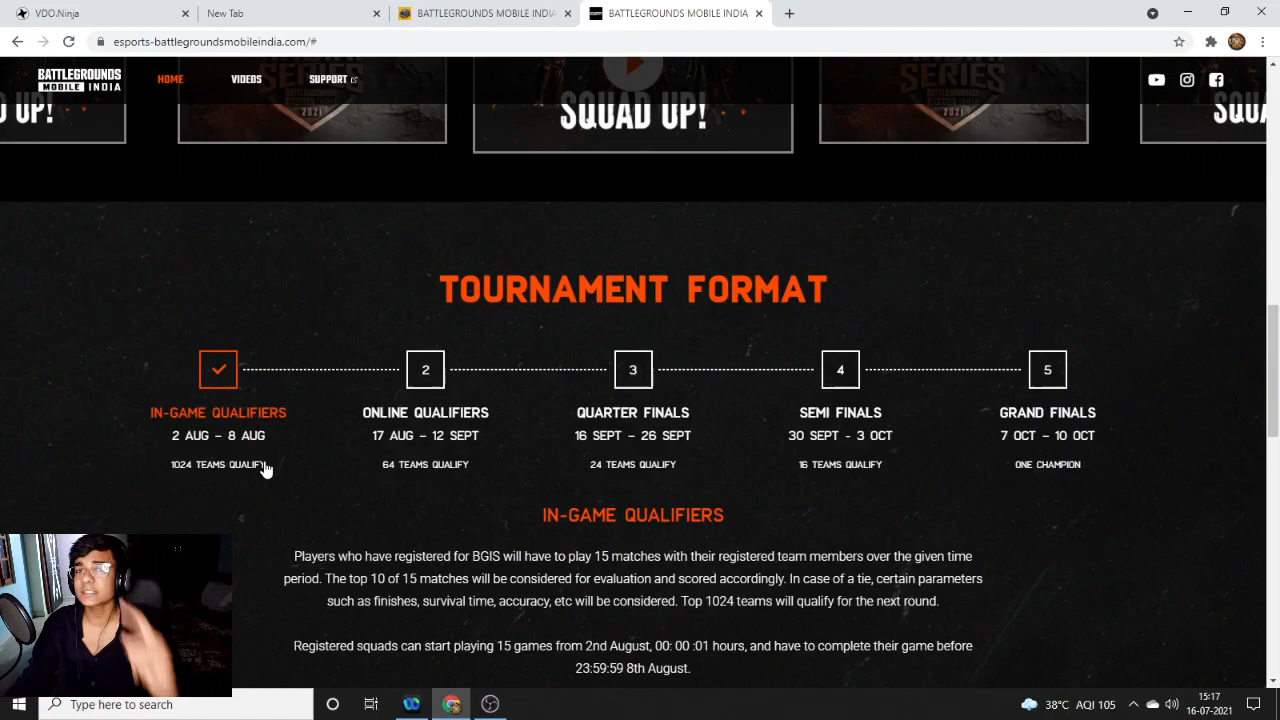 VDO.Ninja
New Tab
BATTLEGROUNDS MOBILE INDIA
BATTLEGROUNDS MOBILE INDIA
esports-battlegroundsmobileindia.com/#
BATTLEGROUNDS
MOBILE INDIA
HOME
VIDEOS
SUPPORT
SERIES
2021
UP!
SQUAD UP!
SERIES
2021
SQUA
TOURNAMENT FORMAT
2
3
4
5
IN-GAME QUALIFIERS
ONLINE QUALIFIERS
QUARTER FINALS
SEMI FINALS
GRAND FINALS
2 AUG – 8 AUG
17 AUG – 12 SEPT
16 SEPT – 26 SEPT
30 SEPT - 3 OCT
7 OCT – 10 OCT
1024 TEAMS QUALIFY
64 TEAMS QUALIFY
24 TEAMS QUALIFY
16 TEAMS QUALIFY
ONE CHAMPION
IN-GAME QUALIFIERS
Players who have registered for BGIS will have to play 15 matches with their registered team members over the given time
period. The top 10 of 15 matches will be considered for evaluation and scored accordingly. In case of a tie, certain parameters
such as finishes, survival time, accuracy, etc will be considered. Top 1024 teams will qualify for the next round.
Registered squads can start playing 15 games from 2nd August, 00: 00 :01 hours, and have to complete their game before
23:59:59 8th August.
Type here to search
38°C AQI 105
15:17
16-07-2021